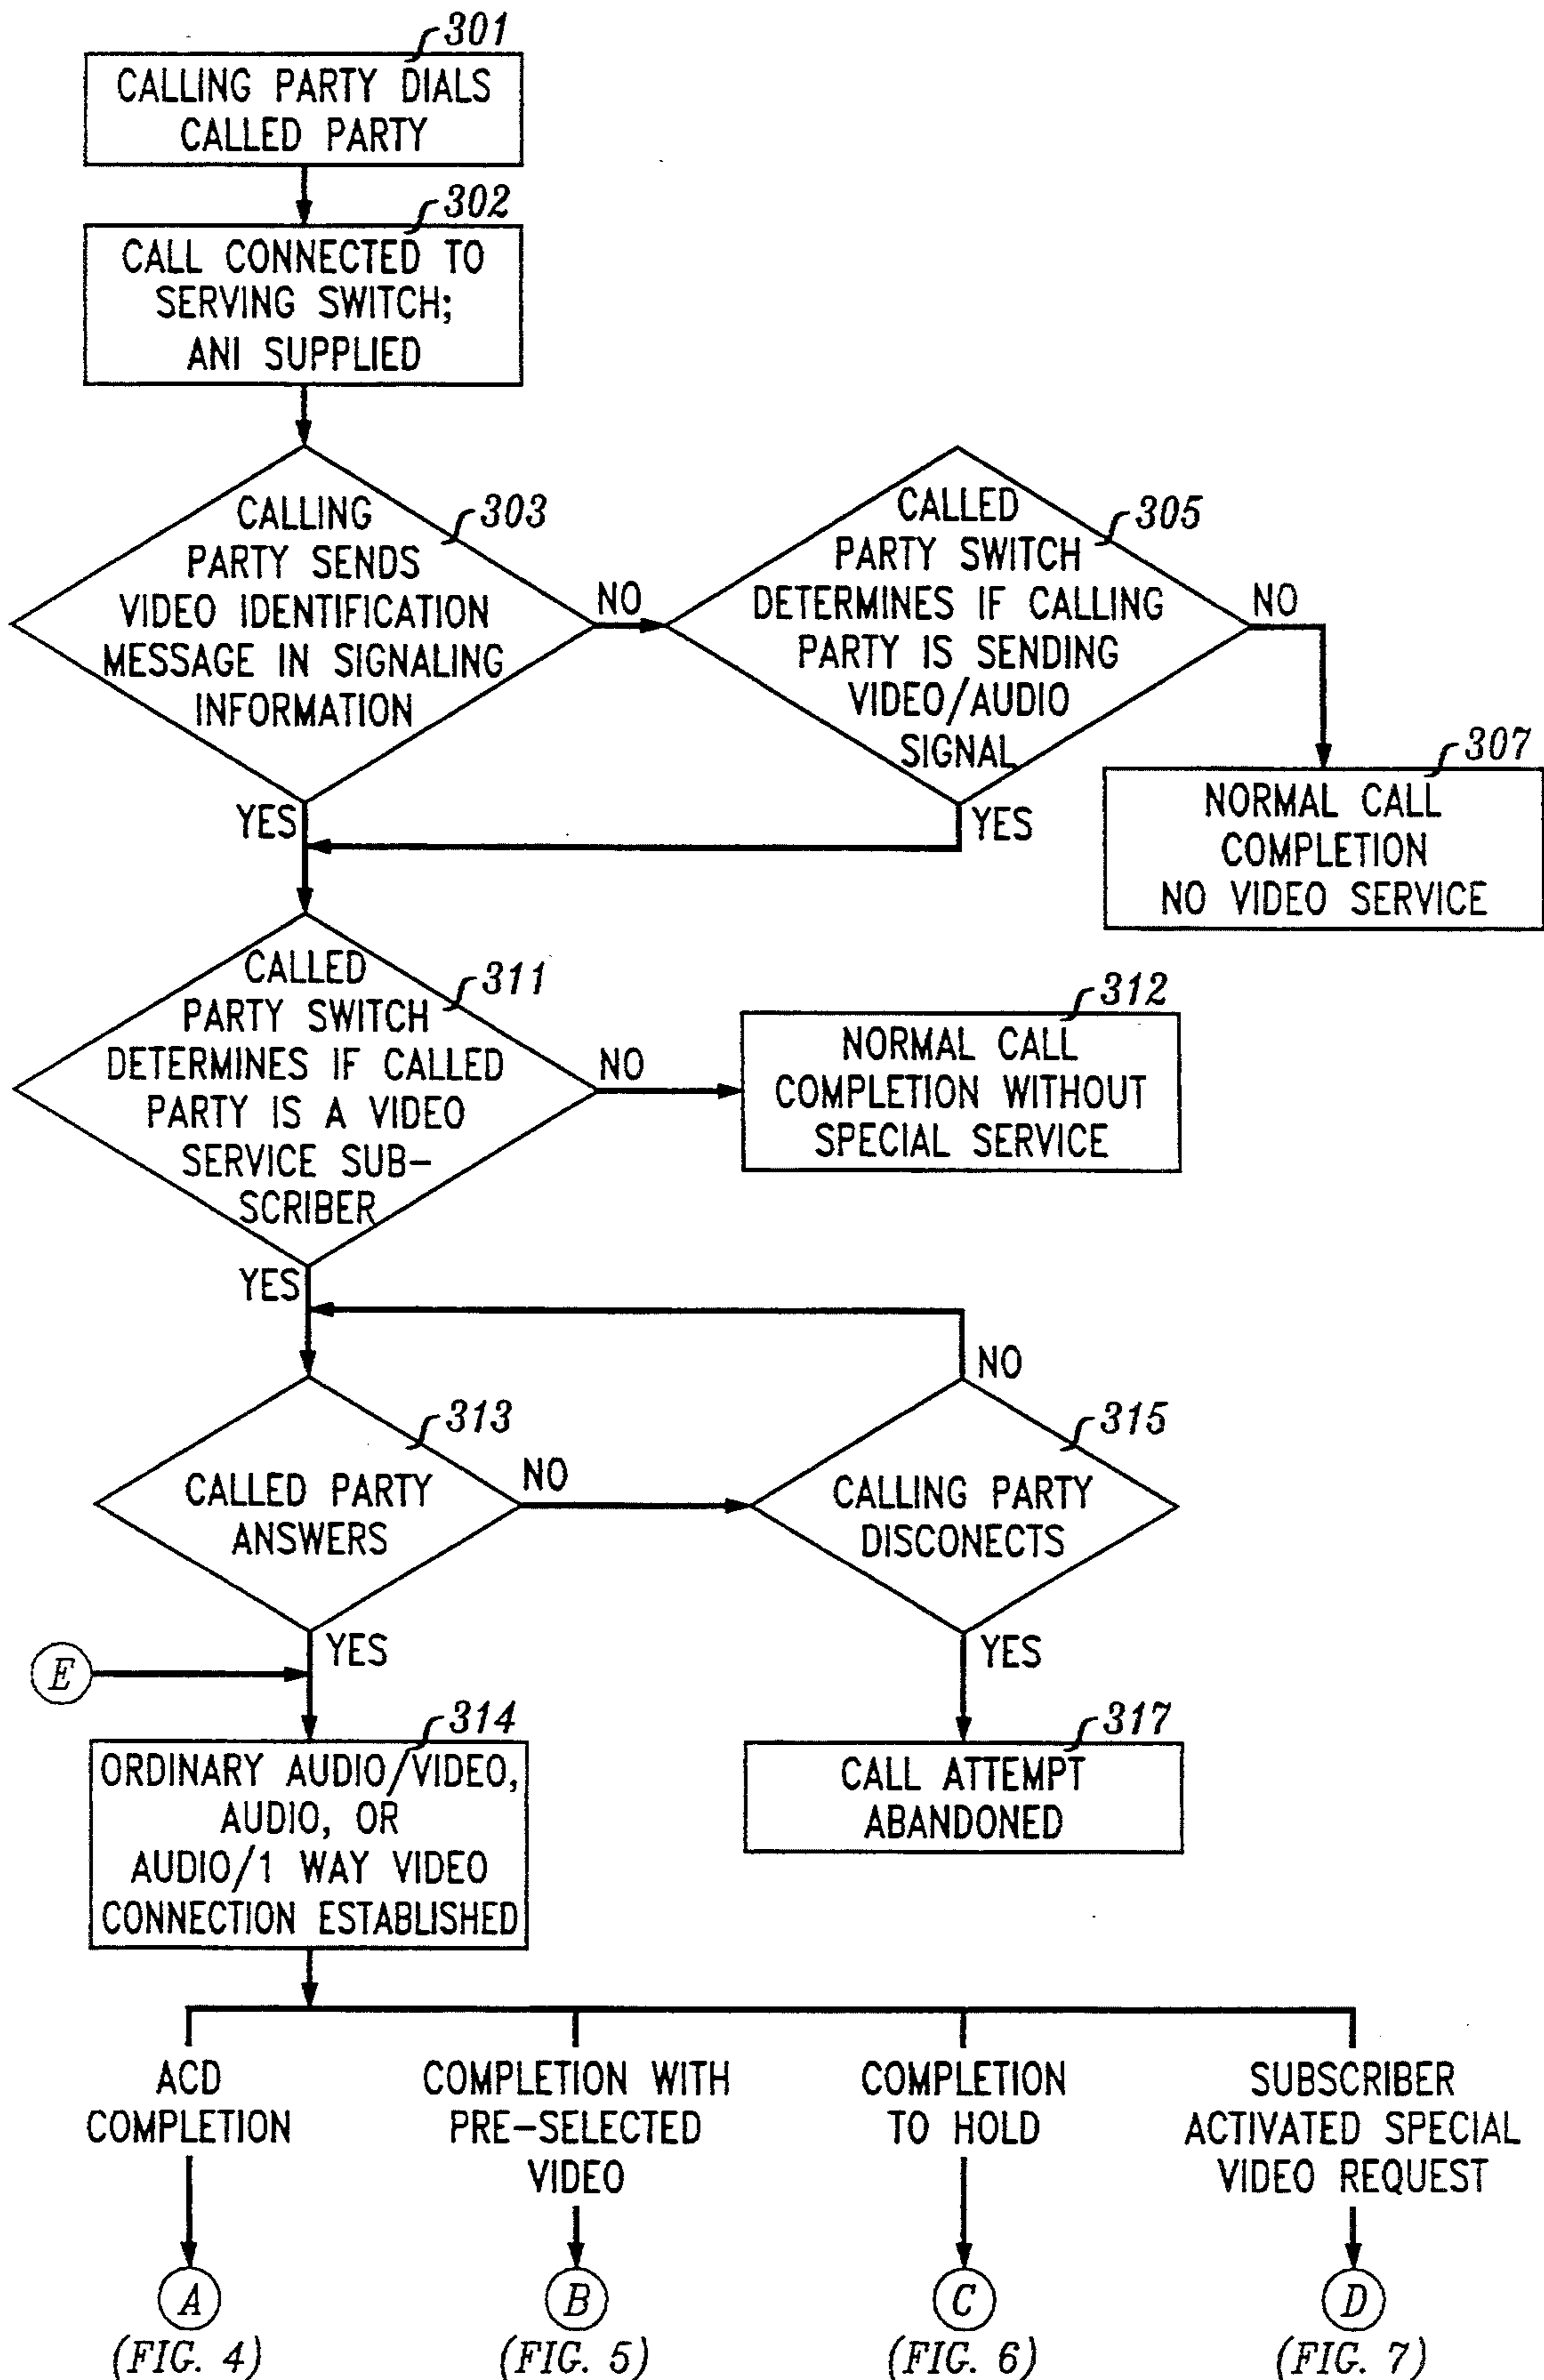 301
CALLING PARTY DIALS
CALLED PARTY
302
CALL CONNECTED TO
SERVING SWITCH;
ANI SUPPLIED
303
CALLING
PARTY SENDS
VIDEO IDENTIFICATION
MESSAGE IN SIGNALING
INFORMATION
NO
YES
305
CALLED
PARTY SWITCH
DETERMINES IF CALLING
PARTY IS SENDING
VIDEO/AUDIO
SIGNAL
NO
YES
307
NORMAL CALL
COMPLETION
NO VIDEO SERVICE
311
CALLED
PARTY SWITCH
DETERMINES IF CALLED
PARTY IS A VIDEO
SERVICE SUB-
SCRIBER
NO
YES
312
NORMAL CALL
COMPLETION WITHOUT
SPECIAL SERVICE
313
CALLED PARTY
ANSWERS
NO
YES
315
CALLING PARTY
DISCONECTS
NO
YES
E
314
ORDINARY AUDIO/VIDEO,
AUDIO, OR
AUDIO/1 WAY VIDEO
CONNECTION ESTABLISHED
317
CALL ATTEMPT
ABANDONED
ACD
COMPLETION
A
(FIG. 4)
COMPLETION WITH
PRE-SELECTED
VIDEO
B
(FIG. 5)
COMPLETION
TO HOLD
C
(FIG. 6)
SUBSCRIBER
ACTIVATED SPECIAL
VIDEO REQUEST
D
(FIG. 7)